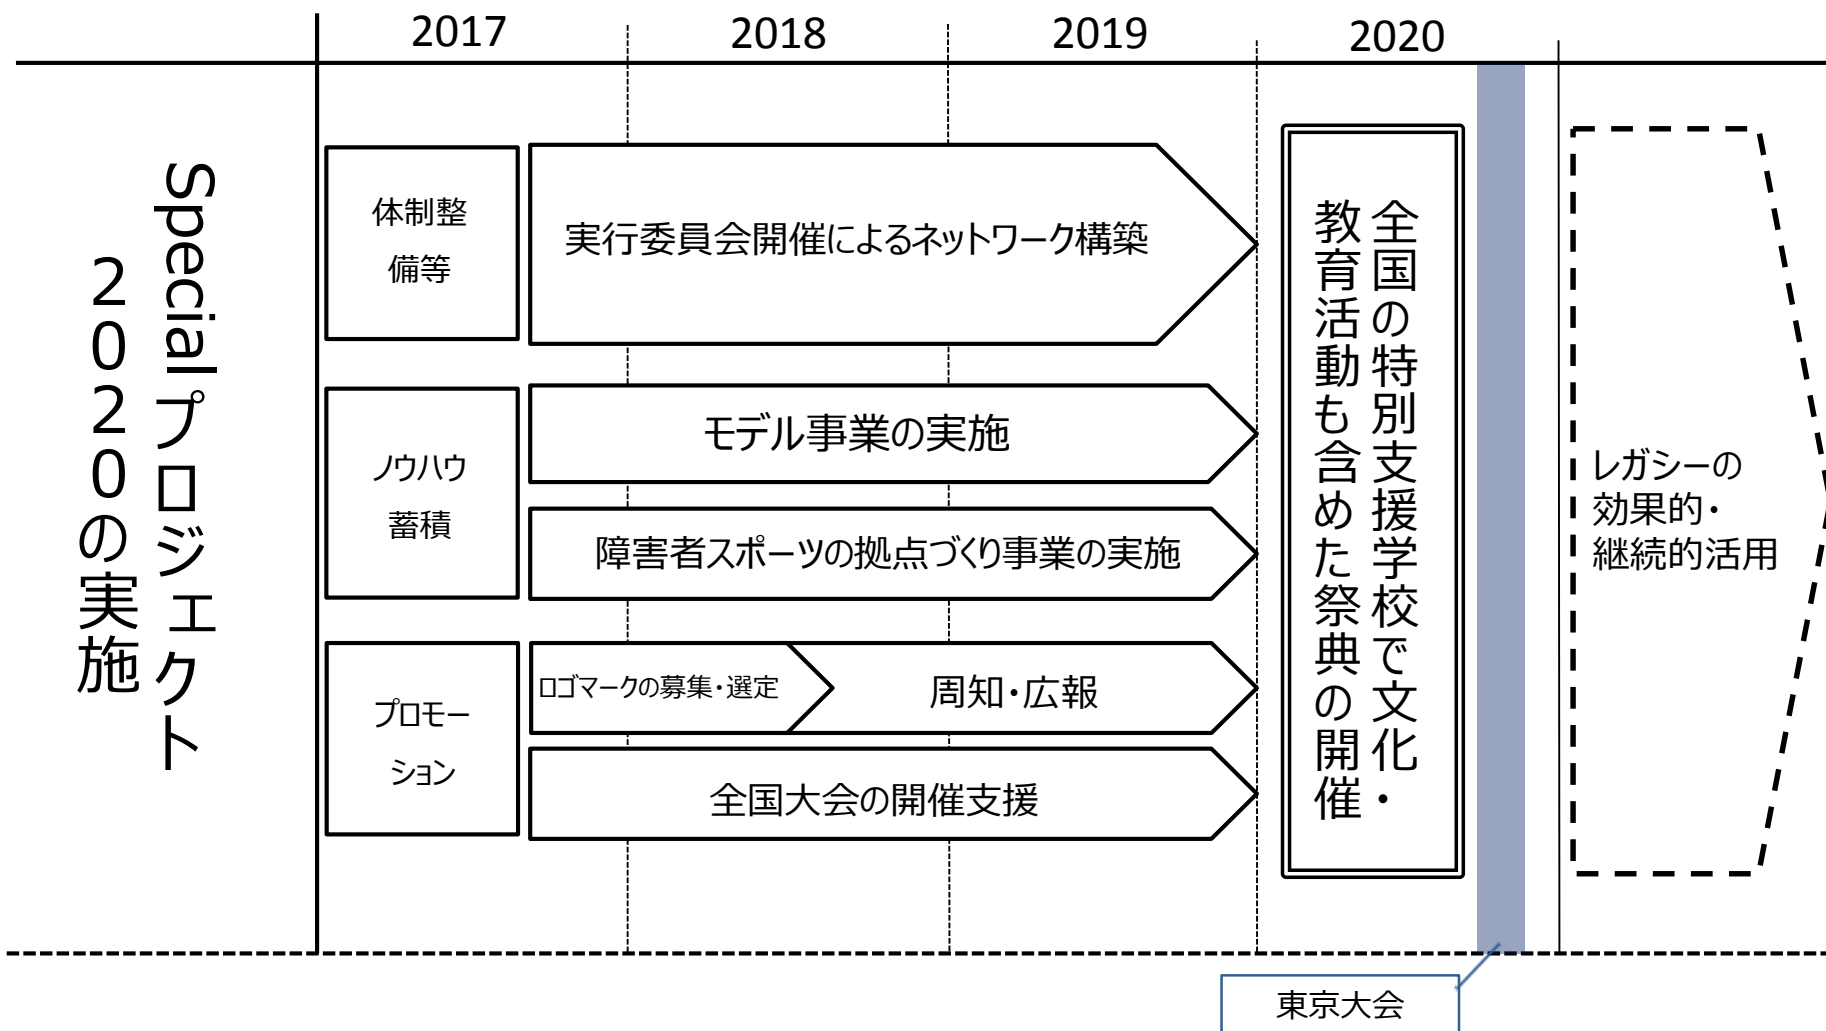 2017
2018
2019
2020
Specialプロジェクト
２０２０の実施
体制整
備等
実行委員会開催によるネットワーク構築
ノウハウ
蓄積
モデル事業の実施
障害者スポーツの拠点づくり事業の実施
プロモー
ション
ロゴマークの募集・選定
周知・広報
全国大会の開催支援
全国の特別支援学校で文化・
教育活動も含めた祭典の開催
レガシーの
効果的・
継続的活用
東京大会